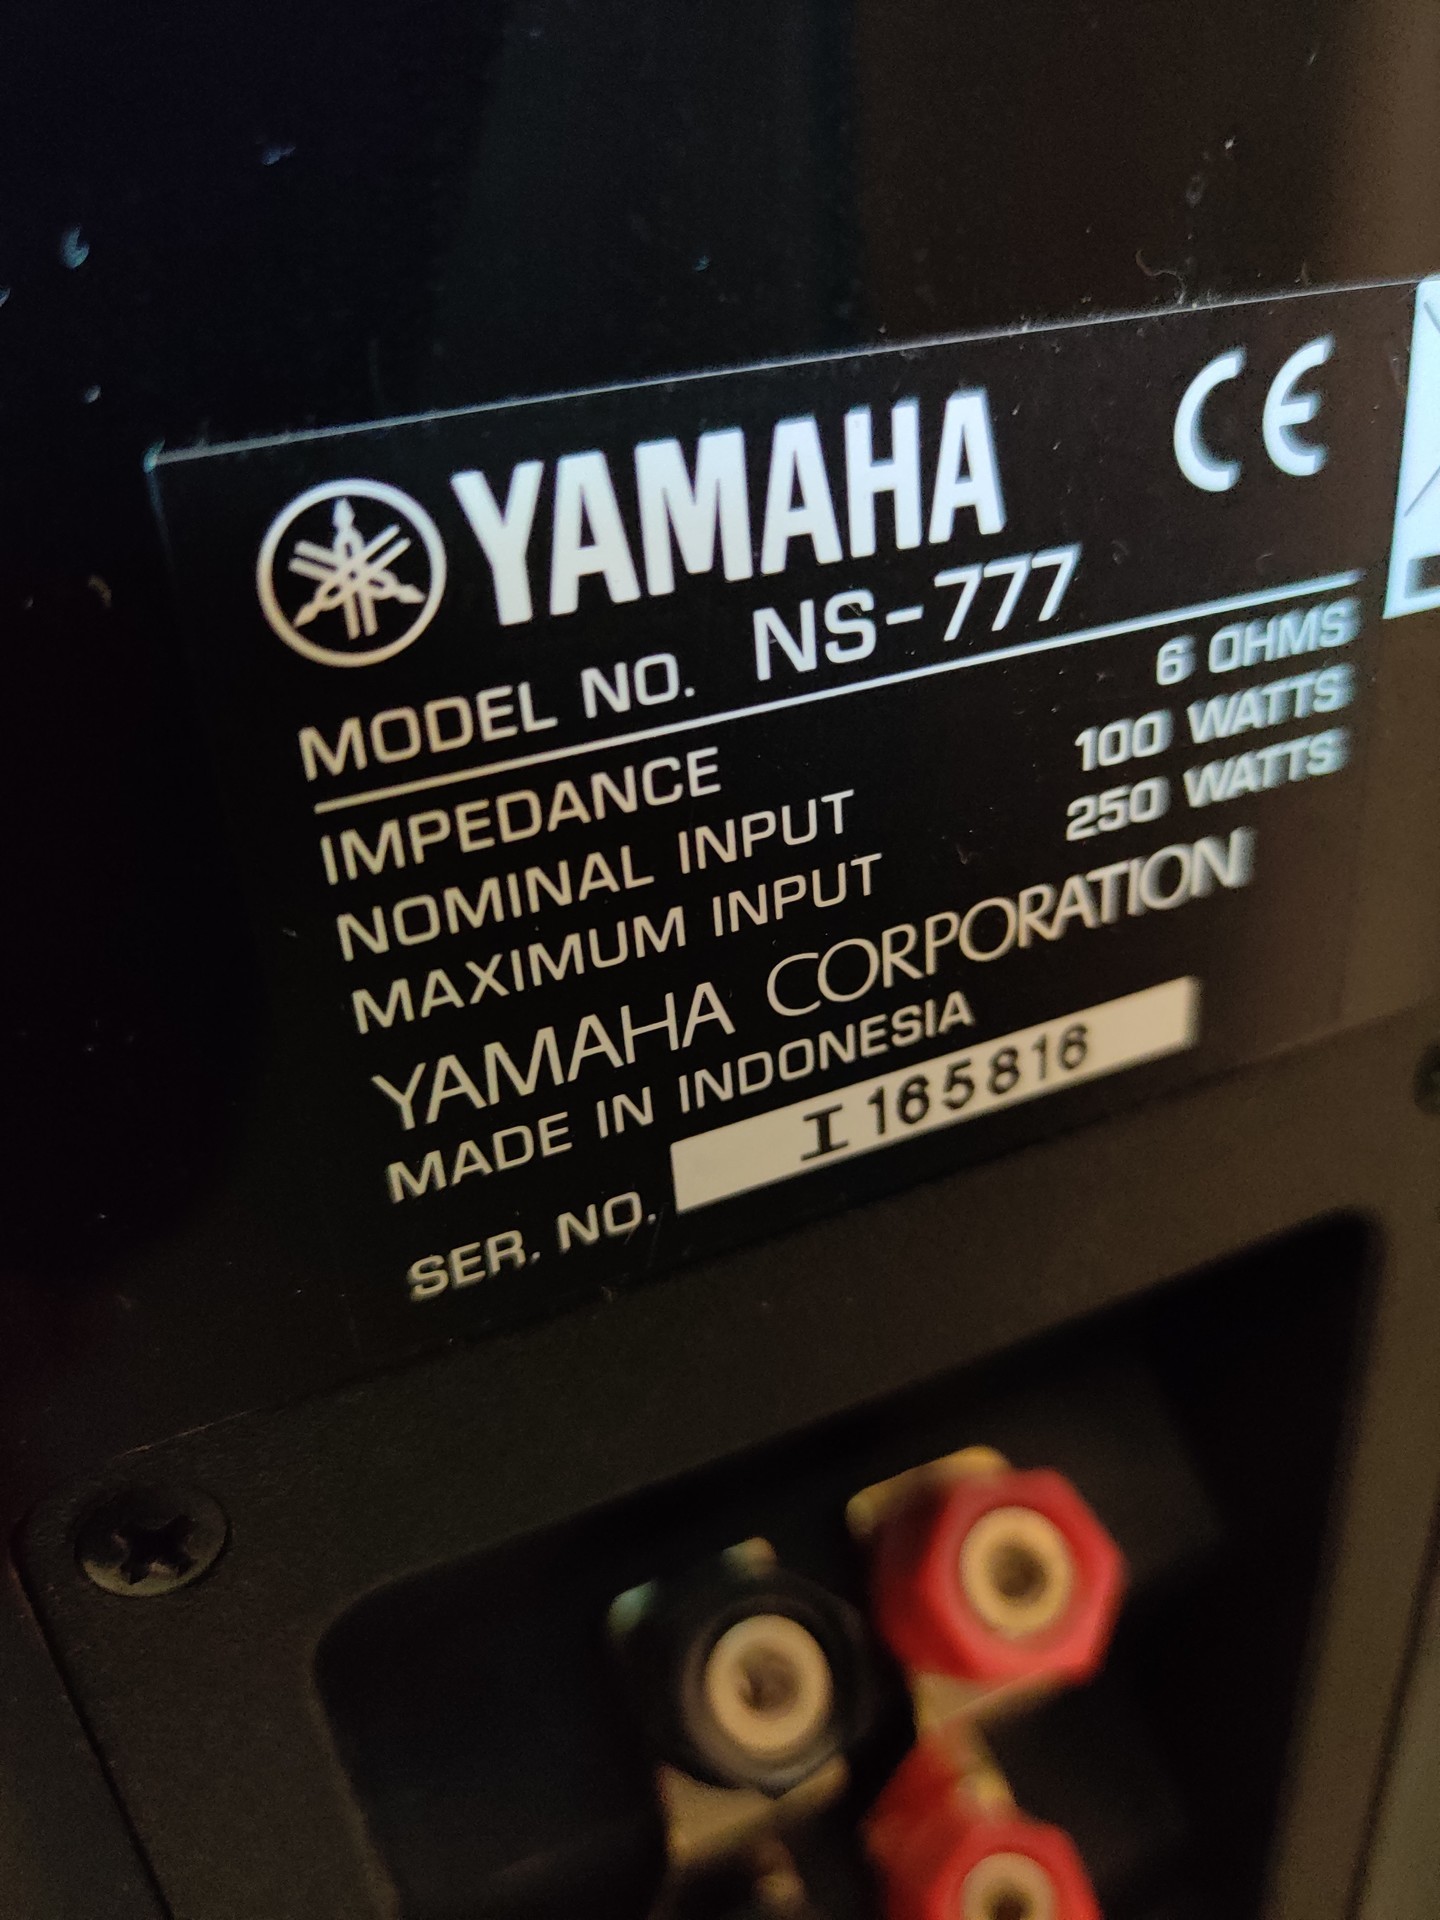 YAMAHA CE
MODEL NO. NS-777
IMPEDANCE 6 OHMS
NOMINAL INPUT 100 WATTS
MAXIMUM INPUT 250 WATTS
YAMAHA CORPORATION
MADE IN INDONESIA
SER. NO. I165816